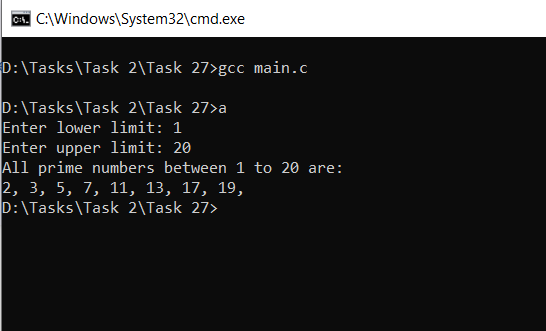 C:\Windows\System32\cmd.exe
D:\Tasks\Task 2\Task 27>gcc main.c
D:\Tasks\Task 2\Task 27>a
Enter lower limit: 1
Enter upper limit: 20
All prime numbers between 1 to 20 are:
2, 3, 5, 7, 11, 13, 17, 19,
D:\Tasks\Task 2\Task 27>